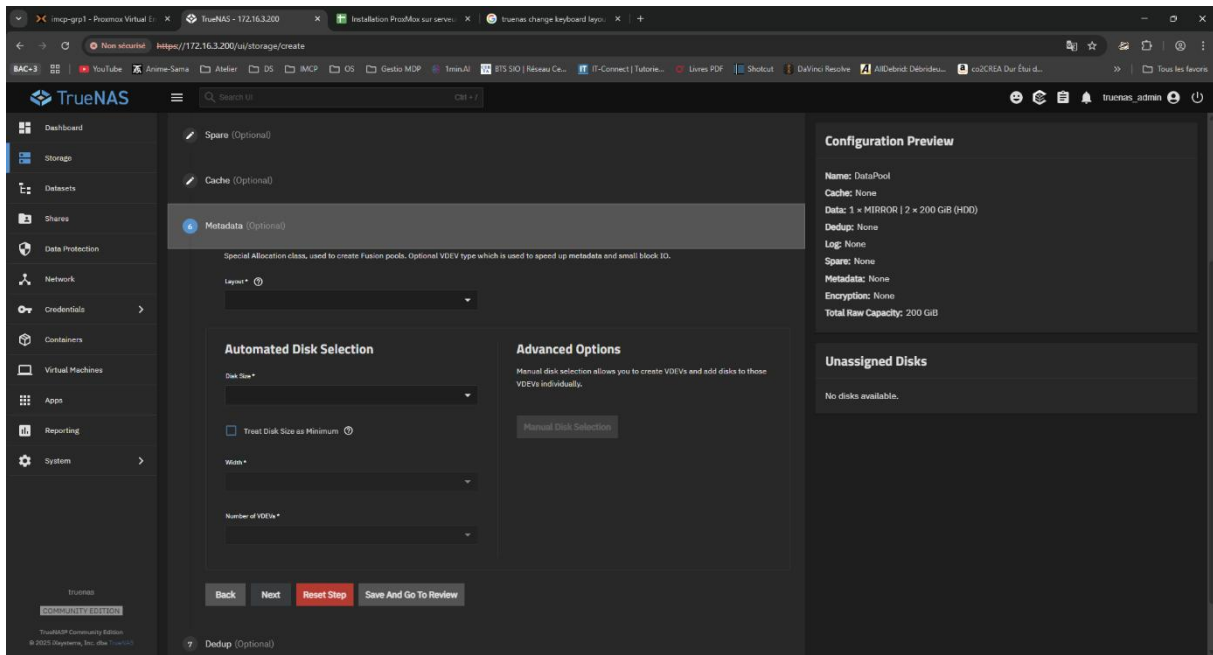 imcp-grp1 - Proxmox Virtual En
TrueNAS - 172.16.3.200
Installation ProxMox sur serveu
truenas change keyboard layou
Non sécurisé https://172.16.3.200/ui/storage/create
BAC+3 YouTube Anime-Sama Atelier DS IMCP OS Gestio MDP 1min.AI BTS SIO | Réseau Ce... IT-Connect | Tutorie... Livres PDF Shotcut DaVinci Resolve AllDebrid: Débrideu... co2CREA Dur Étui d... » Tous les favoris
TrueNAS
Search UI
Ctrl + /
truenas_admin
Dashboard
Storage
Datasets
Shares
Data Protection
Network
Credentials
Containers
Virtual Machines
Apps
Reporting
System
truenas
COMMUNITY EDITION
TrueNAS® Community Edition
© 2025 iXsystems, Inc. dba TrueNAS
Spare (Optional)
Cache (Optional)
6 Metadata (Optional)
Special Allocation class, used to create Fusion pools. Optional VDEV type which is used to speed up metadata and small block IO.
Layout *
Automated Disk Selection
Disk Size *
Treat Disk Size as Minimum
Width *
Number of VDEVs *
Advanced Options
Manual disk selection allows you to create VDEVs and add disks to those
VDEVs individually.
Manual Disk Selection
Back Next Reset Step Save And Go To Review
7 Dedup (Optional)
Configuration Preview
Name: DataPool
Cache: None
Data: 1 × MIRROR | 2 × 200 GiB (HDD)
Dedup: None
Log: None
Spare: None
Metadata: None
Encryption: None
Total Raw Capacity: 200 GiB
Unassigned Disks
No disks available.